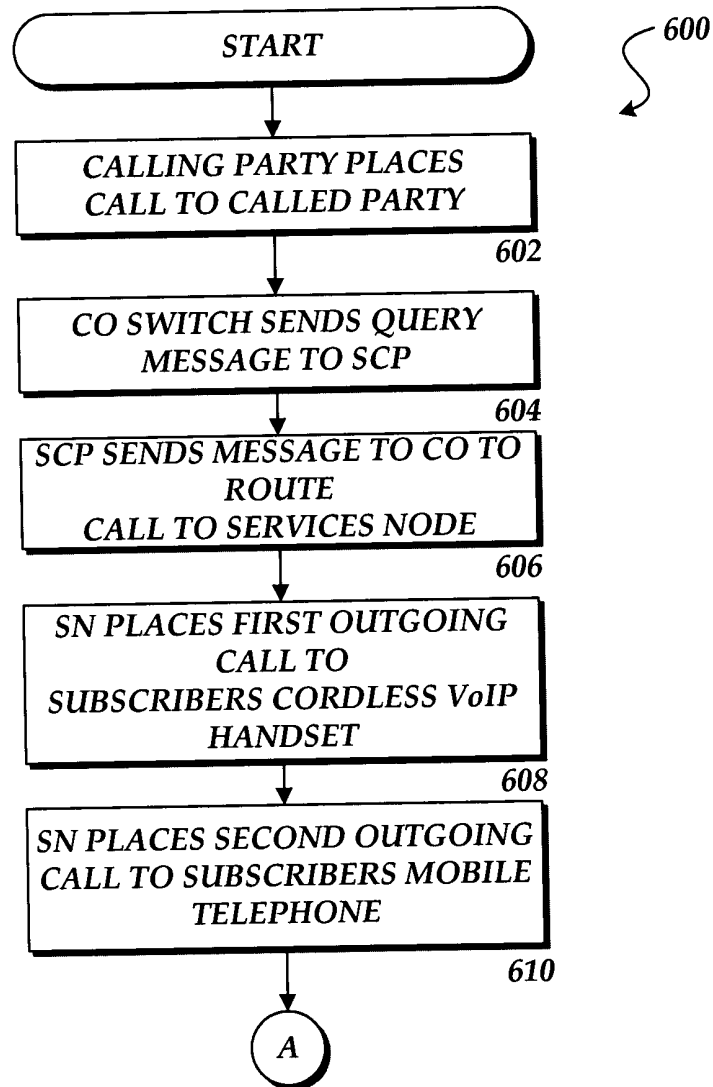 START
600
CALLING PARTY PLACES
CALL TO CALLED PARTY
602
CO SWITCH SENDS QUERY
MESSAGE TO SCP
604
SCP SENDS MESSAGE TO CO TO
ROUTE
CALL TO SERVICES NODE
606
SN PLACES FIRST OUTGOING
CALL TO
SUBSCRIBERS CORDLESS VoIP
HANDSET
608
SN PLACES SECOND OUTGOING
CALL TO SUBSCRIBERS MOBILE
TELEPHONE
610
A